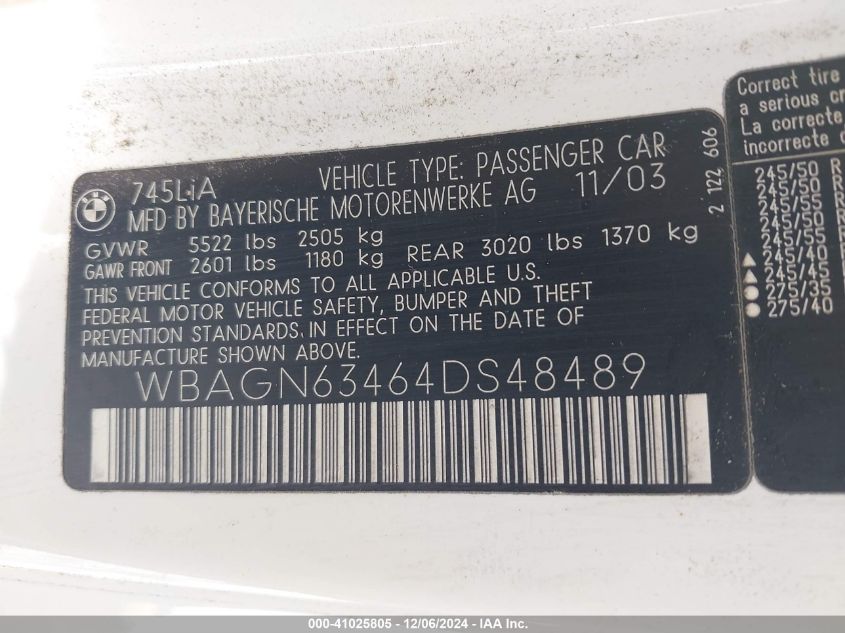 BMW
745LiA VEHICLE TYPE: PASSENGER CAR
MFD BY BAYERISCHE MOTORENWERKE AG 11/03
GVWR 5522 lbs 2505 kg
GAWR FRONT 2601 lbs 1180 kg REAR 3020 lbs 1370 kg
THIS VEHICLE CONFORMS TO ALL APPLICABLE U.S.
FEDERAL MOTOR VEHICLE SAFETY, BUMPER AND THEFT
PREVENTION STANDARDS, IN EFFECT ON THE DATE OF
MANUFACTURE SHOWN ABOVE.
WBAGN63464DS48489
2 122 606
Correct tire
a serious cr
La correcte
incorrecte c
245/50 R
245/50 R
245/55 R
245/50 R
245/55 R
▲ 245/40 R
▲ 245/45 R
● 275/35
● 275/40
000-41025805 - 12/06/2024 - IAA Inc.